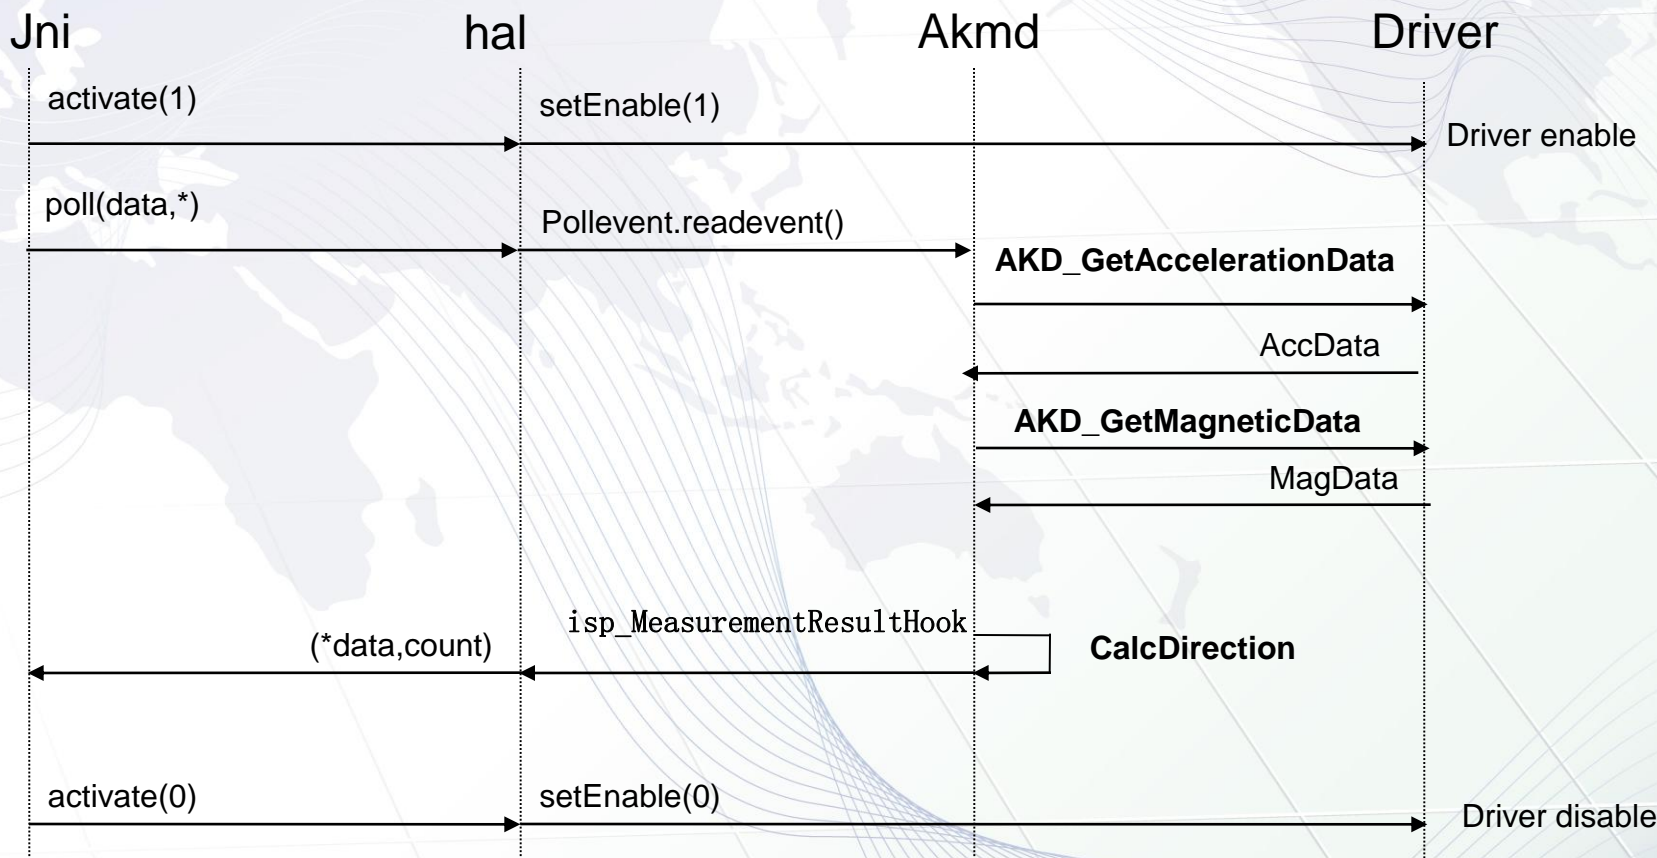 Jni
hal
Akmd
Driver
activate(1)
setEnable(1)
Driver enable
poll(data,*)
Pollevent.readevent()
AKD_GetAccelerationData
AccData
AKD_GetMagneticData
MagData
isp_MeasurementResultHook
(*data,count)
CalcDirection
activate(0)
setEnable(0)
Driver disable